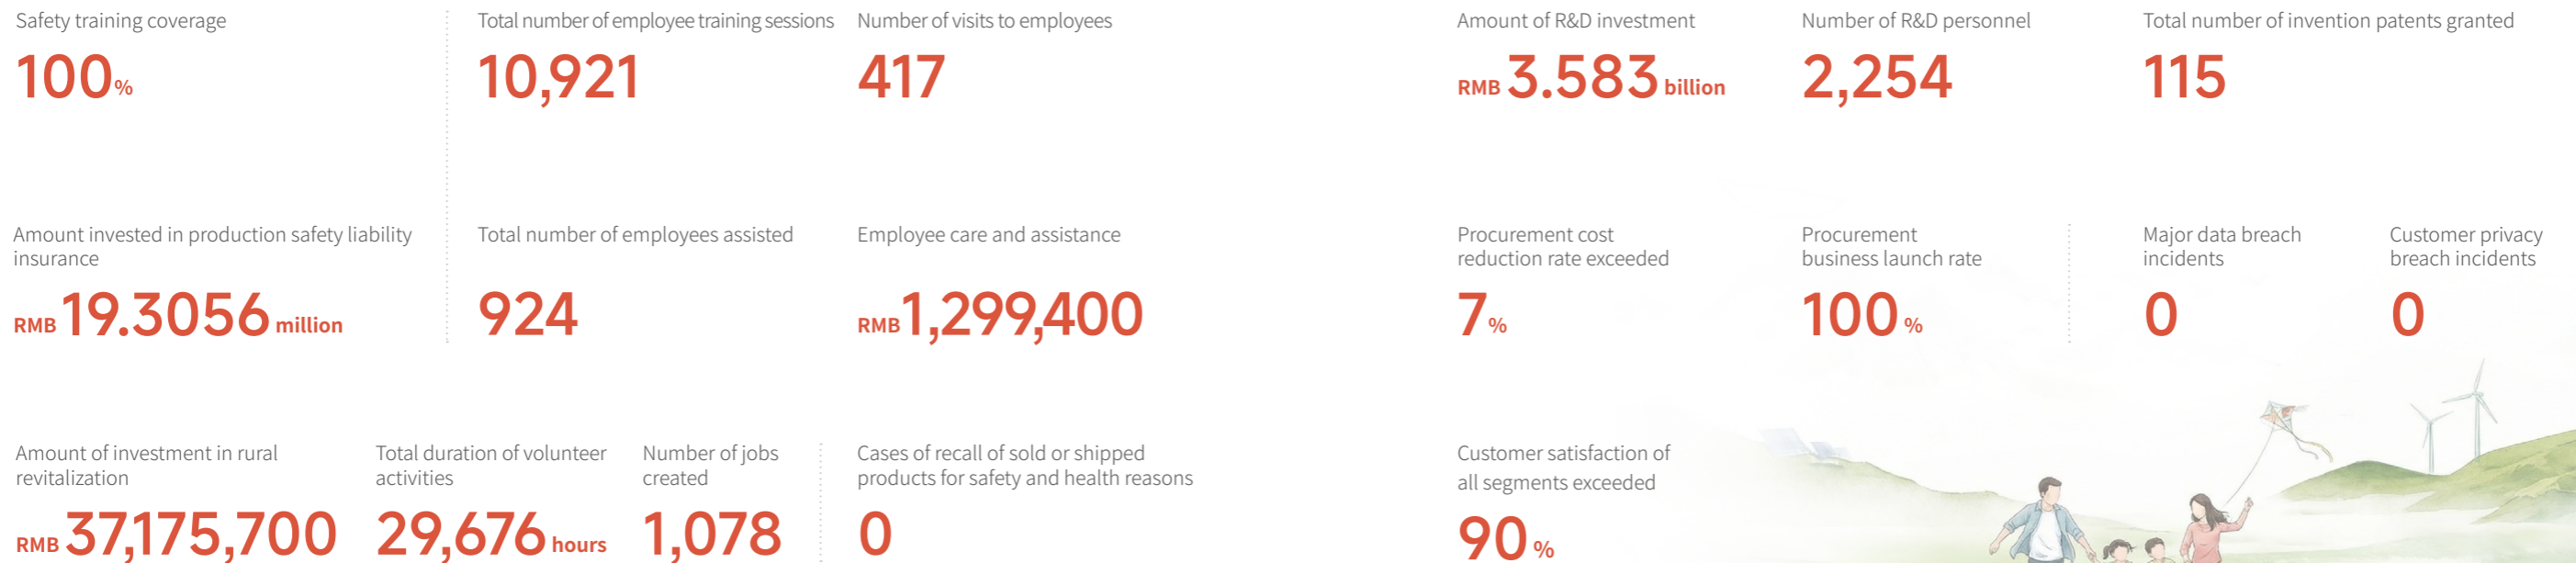 Safety training coverage
100%
Total number of employee training sessions
10,921
Number of visits to employees
417
Amount of R&D investment
RMB 3.583 billion
Number of R&D personnel
2,254
Total number of invention patents granted
115
Amount invested in production safety liability
insurance
RMB 19.3056 million
Total number of employees assisted
924
Employee care and assistance
RMB 1,299,400
Procurement cost
reduction rate exceeded
7%
Procurement
business launch rate
100%
Major data breach
incidents
0
Customer privacy
breach incidents
0
Amount of investment in rural
revitalization
RMB 37,175,700
Total duration of volunteer
activities
29,676 hours
Number of jobs
created
1,078
Cases of recall of sold or shipped
products for safety and health reasons
0
Customer satisfaction of
all segments exceeded
90%